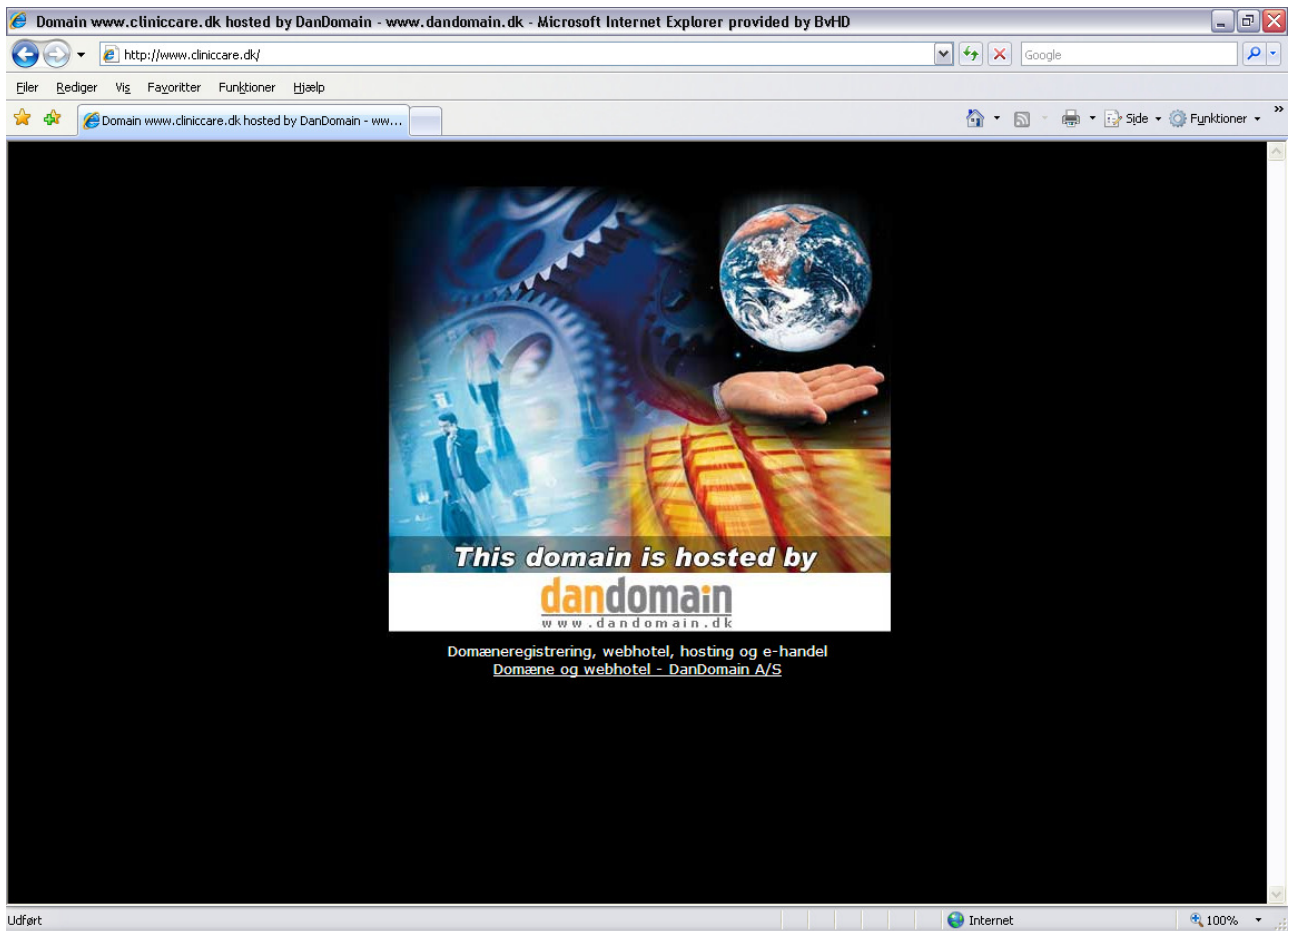 Domain www.cliniccare.dk hosted by DanDomain - www.dandomain.dk - Microsoft Internet Explorer provided by BvHD
http://www.cliniccare.dk/
Google
Filer Rediger Vis Favoritter Funktioner Hjælp
Domain www.cliniccare.dk hosted by DanDomain - ww...
Side Funktioner »
This domain is hosted by
dandomain
www.dandomain.dk
Domæneregistrering, webhotel, hosting og e-handel
Domæne og webhotel - DanDomain A/S
Udført Internet 100%